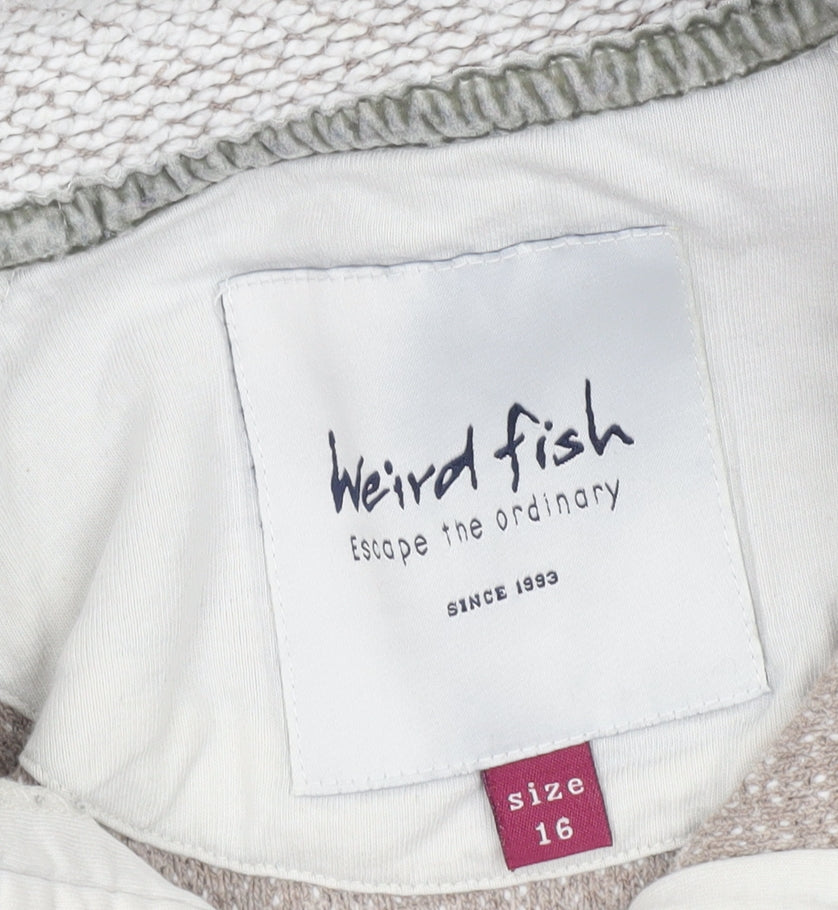 Weird fish
Escape the ordinary
SINCE 1993
size
16